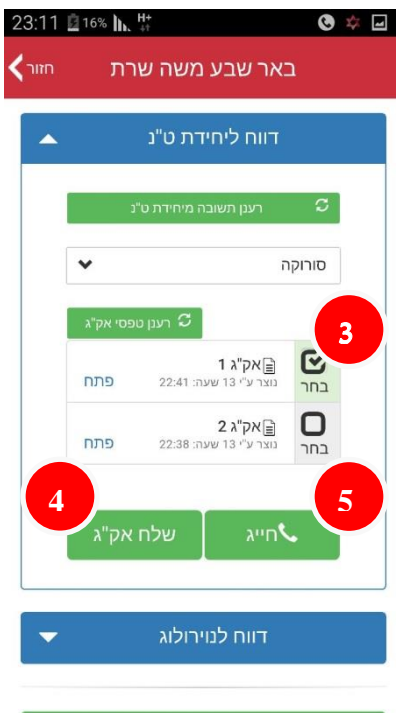 23:11 16% H+
חזור באר שבע משה שרת
דווח ליחידת ט"נ
רענן תשובה מיחידת ט"נ
סורוקה
רענן טפסי אק"ג
3
אק"ג 1
בחר נוצר ע"י 13 שעה: 22:41 פתח
אק"ג 2
בחר נוצר ע"י 13 שעה: 22:38 פתח
4 5
חייג שלח אק"ג
דווח לנוירולוג